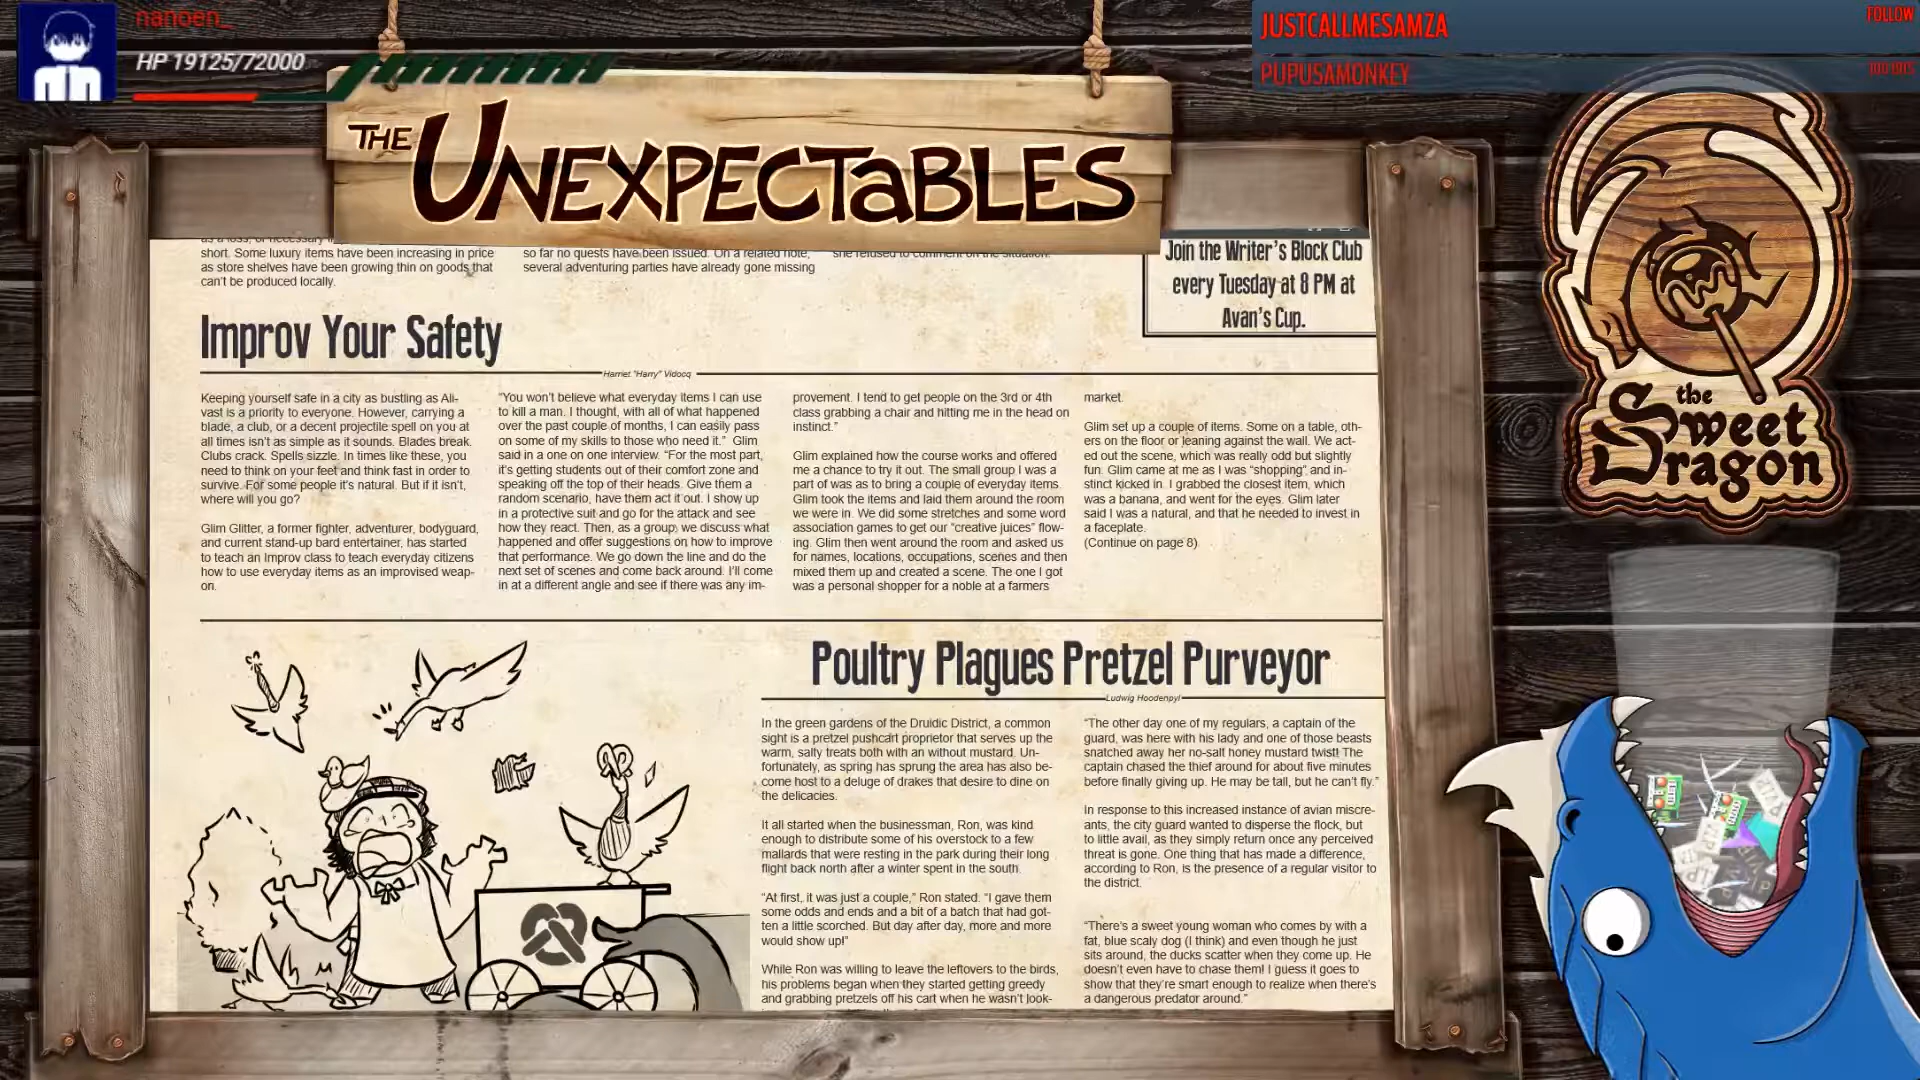 nanoen_
HP 19125/72000
JUSTCALLMESAMZA
FOLLOW
PUPUSAMONKEY
100 BITS
THE UNEXPECTABLES
short. Some luxury items have been increasing in price
as store shelves have been growing thin on goods that
can't be produced locally.
so far no quests have been issued. On a related note,
several adventuring parties have already gone missing
she refused to comment on the situation.
Join the Writer's Block Club
every Tuesday at 8 PM at
Avan's Cup.
Improv Your Safety
Harriet "Harry" Vidocq
Keeping yourself safe in a city as bustling as Ali-
vast is a priority to everyone. However, carrying a
blade, a club, or a decent projectile spell on you at
all times isn't as simple as it sounds. Blades break.
Clubs crack. Spells sizzle. In times like these, you
need to think on your feet and think fast in order to
survive. For some people it's natural. But if it isn't,
where will you go?
Glim Glitter, a former fighter, adventurer, bodyguard,
and current stand-up bard entertainer, has started
to teach an Improv class to teach everyday citizens
how to use everyday items as an improvised weap-
on.
"You won't believe what everyday items I can use
to kill a man. I thought, with all of what happened
over the past couple of months, I can easily pass
on some of my skills to those who need it." Glim
said in a one on one interview. "For the most part,
it's getting students out of their comfort zone and
speaking off the top of their heads. Give them a
random scenario, have them act it out. I show up
in a protective suit and go for the attack and see
how they react. Then, as a group, we discuss what
happened and offer suggestions on how to improve
that performance. We go down the line and do the
next set of scenes and come back around. I'll come
in at a different angle and see if there was any im-
provement. I tend to get people on the 3rd or 4th
class grabbing a chair and hitting me in the head on
instinct."
Glim explained how the course works and offered
me a chance to try it out. The small group I was a
part of was as to bring a couple of everyday items.
Glim took the items and laid them around the room
we were in. We did some stretches and some word
association games to get our "creative juices" flow-
ing. Glim then went around the room and asked us
for names, locations, occupations, scenes and then
mixed them up and created a scene. The one I got
was a personal shopper for a noble at a farmers
market.
Glim set up a couple of items. Some on a table, oth-
ers on the floor or leaning against the wall. We act-
ed out the scene, which was really odd but slightly
fun. Glim came at me as I was "shopping" and in-
stinct kicked in. I grabbed the closest item, which
was a banana, and went for the eyes. Glim later
said I was a natural, and that he needed to invest in
a faceplate.
(Continue on page 8)
Poultry Plagues Pretzel Purveyor
Ludwig Hoodenpyl
In the green gardens of the Druidic District, a common
sight is a pretzel pushcart proprietor that serves up the
warm, salty treats both with an without mustard. Un-
fortunately, as spring has sprung the area has also be-
come host to a deluge of drakes that desire to dine on
the delicacies.
It all started when the businessman, Ron, was kind
enough to distribute some of his overstock to a few
mallards that were resting in the park during their long
flight back north after a winter spent in the south.
"At first, it was just a couple," Ron stated. "I gave them
some odds and ends and a bit of a batch that had got-
ten a little scorched. But day after day, more and more
would show up!"
While Ron was willing to leave the leftovers to the birds,
his problems began when they started getting greedy
and grabbing pretzels off his cart when he wasn't look-
"The other day one of my regulars, a captain of the
guard, was here with his lady and one of those beasts
snatched away her no-salt honey mustard twist! The
captain chased the thief around for about five minutes
before finally giving up. He may be tall, but he can't fly."
In response to this increased instance of avian miscre-
ants, the city guard wanted to disperse the flock, but
to little avail, as they simply return once any perceived
threat is gone. One thing that has made a difference,
according to Ron, is the presence of a regular visitor to
the district.
"There's a sweet young woman who comes by with a
fat, blue scaly dog (I think) and even though he just
sits around, the ducks scatter when they come up. He
doesn't even have to chase them! I guess it goes to
show that they're smart enough to realize when there's
a dangerous predator around."
the
Sweet
Dragon